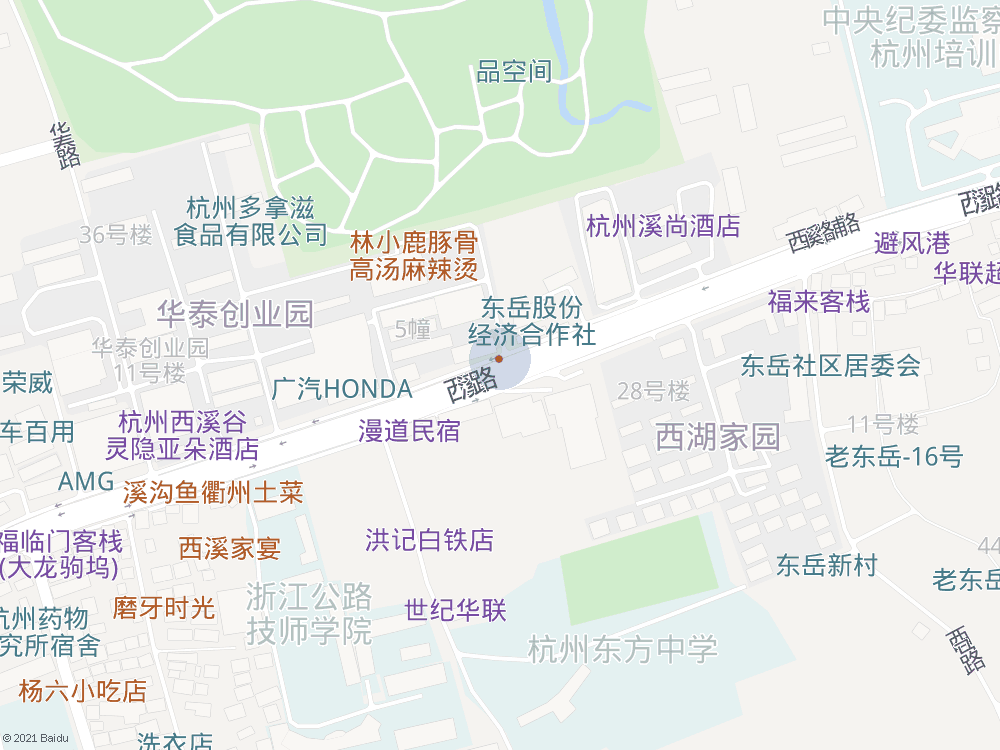 中央纪委监察
杭州培训
品空间
华泰路
西溪路
杭州多拿滋
食品有限公司
36号楼
林小鹿豚骨
高汤麻辣烫
杭州溪尚酒店
西溪路辅路
避风港
华联超
福来客栈
华泰创业园
东岳股份
经济合作社
5幢
华泰创业园
11号楼
荣威
广汽HONDA
西溪路
28号楼
东岳社区居委会
车百用
杭州西溪谷
灵隐亚朵酒店
漫道民宿
西湖家园
11号楼
老东岳-16号
AMG
溪沟鱼衢州土菜
福临门客栈
(大龙驹坞)
西溪家宴
洪记白铁店
东岳新村
44
老东岳
浙江公路
技师学院
磨牙时光
世纪华联
杭州药物
究所宿舍
杭州东方中学
杨六小吃店
洗衣店
© 2021 Baidu